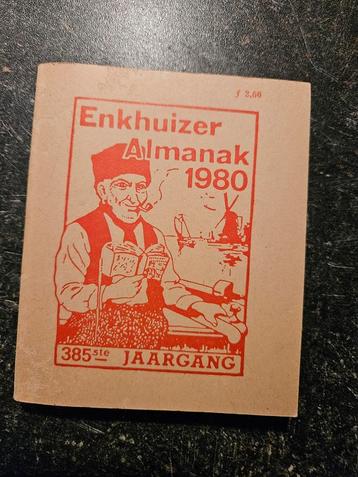 ƒ 2,60
Enkhuizer
Almanak
1980
385ste JAARGANG